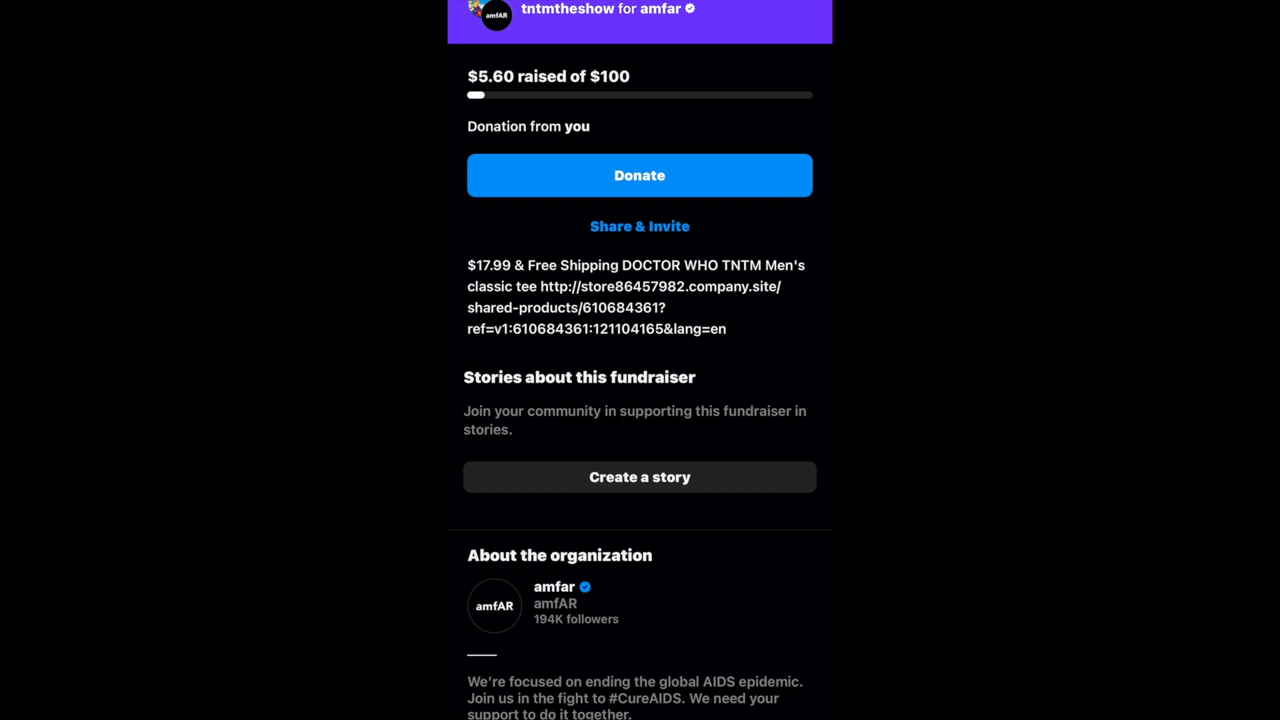 amfAR
tntmtheshow for amfar
$5.60 raised of $100
Donation from you
Donate
Share & Invite
$17.99 & Free Shipping DOCTOR WHO TNTM Men's
classic tee http://store86457982.company.site/
shared-products/610684361?
ref=v1:610684361:121104165&lang=en
Stories about this fundraiser
Join your community in supporting this fundraiser in
stories.
Create a story
About the organization
amfAR
amfar
amfAR
194K followers
We’re focused on ending the global AIDS epidemic.
Join us in the fight to #CureAIDS. We need your
support to do it together.